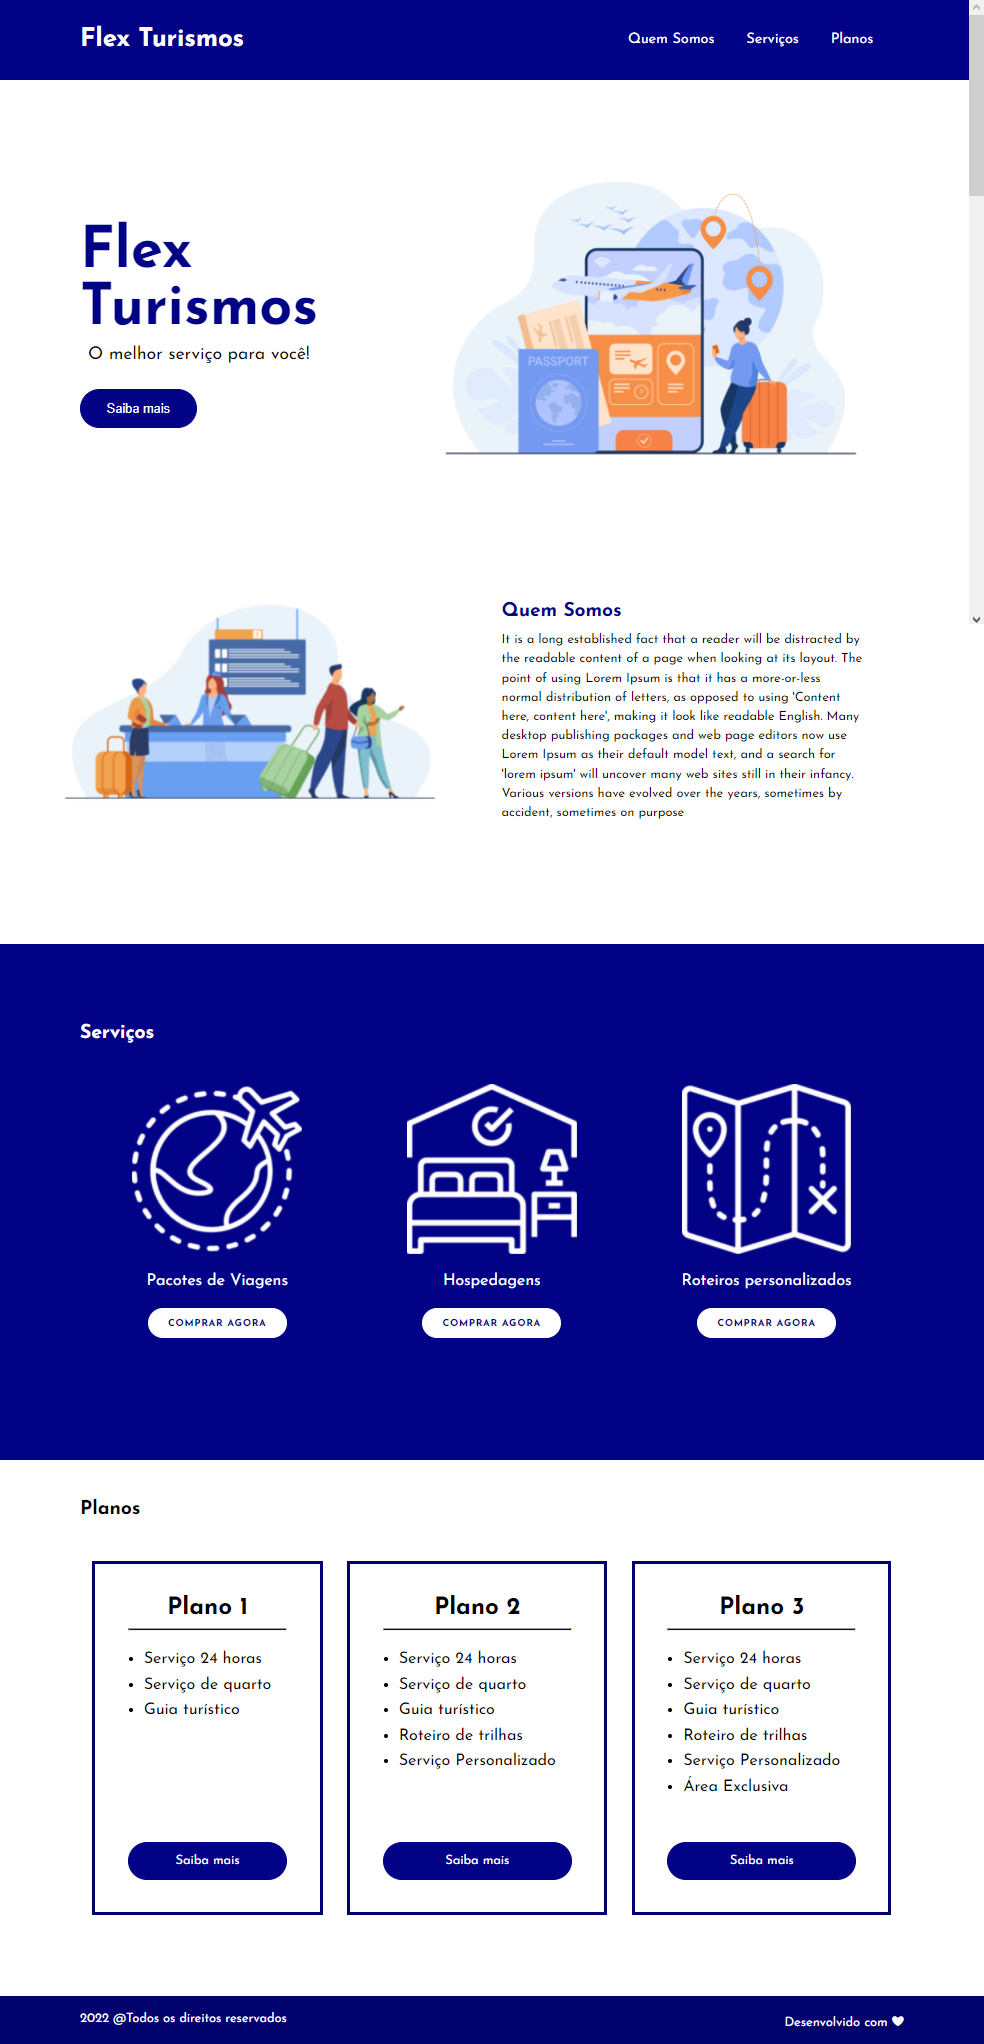 Flex Turismos
Quem Somos
Serviços
Planos
Flex
Turismos
O melhor serviço para você!
Saiba mais
PASSPORT
Quem Somos
It is a long established fact that a reader will be distracted by
the readable content of a page when looking at its layout. The
point of using Lorem Ipsum is that it has a more-or-less
normal distribution of letters, as opposed to using 'Content
here, content here', making it look like readable English. Many
desktop publishing packages and web page editors now use
Lorem Ipsum as their default model text, and a search for
'lorem ipsum' will uncover many web sites still in their infancy.
Various versions have evolved over the years, sometimes by
accident, sometimes on purpose
Serviços
Pacotes de Viagens
COMPRAR AGORA
Hospedagens
COMPRAR AGORA
Roteiros personalizados
COMPRAR AGORA
Planos
Plano 1
• Serviço 24 horas
• Serviço de quarto
• Guia turístico
Saiba mais
Plano 2
• Serviço 24 horas
• Serviço de quarto
• Guia turístico
• Roteiro de trilhas
• Serviço Personalizado
Saiba mais
Plano 3
• Serviço 24 horas
• Serviço de quarto
• Guia turístico
• Roteiro de trilhas
• Serviço Personalizado
• Área Exclusiva
Saiba mais
2022 @Todos os direitos reservados
Desenvolvido com 🤍